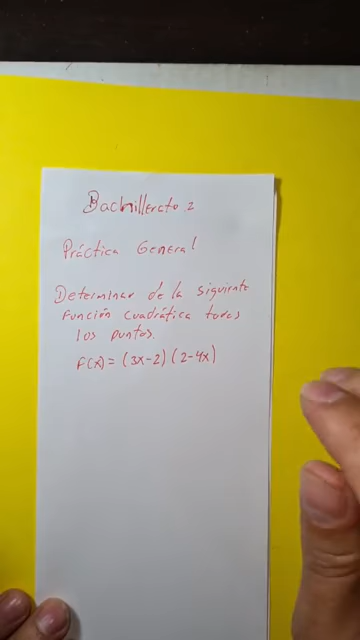 Bachillerato 2
Práctica General
Determinar de la siguiente
función cuadrática todos
los puntos.
F(x) = (3x-2) (2-4x)